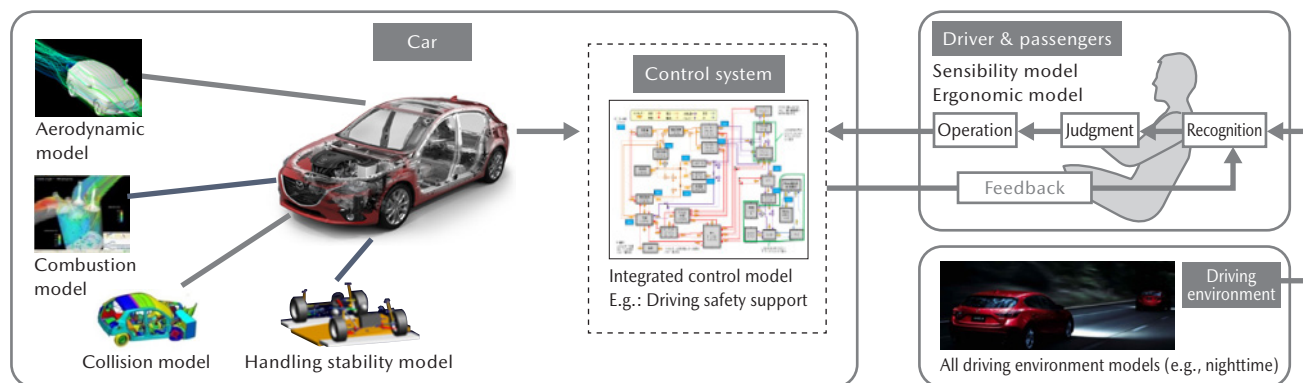 Car
Aerodynamic
model
Combustion
model
Collision model
Handling stability model
Control system
Integrated control model
E.g.: Driving safety support
Driver & passengers
Sensibility model
Ergonomic model
Operation
Judgment
Recognition
Feedback
Driving
environment
All driving environment models (e.g., nighttime)